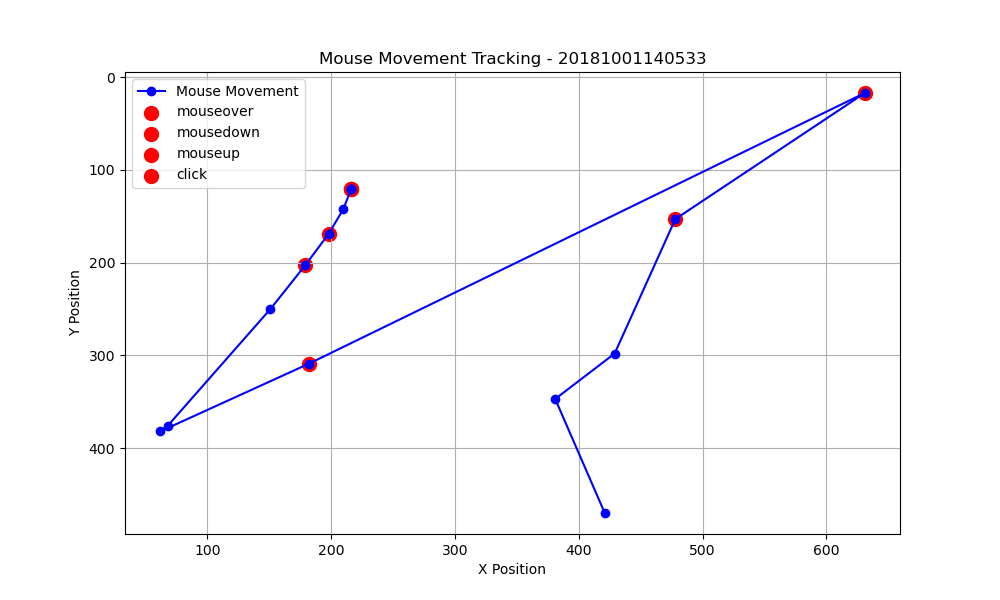 Mouse Movement Tracking - 20181001140533
Mouse Movement
mouseover
mousedown
mouseup
click
0
100
200
300
400
Y Position
100 200 300 400 500 600
X Position